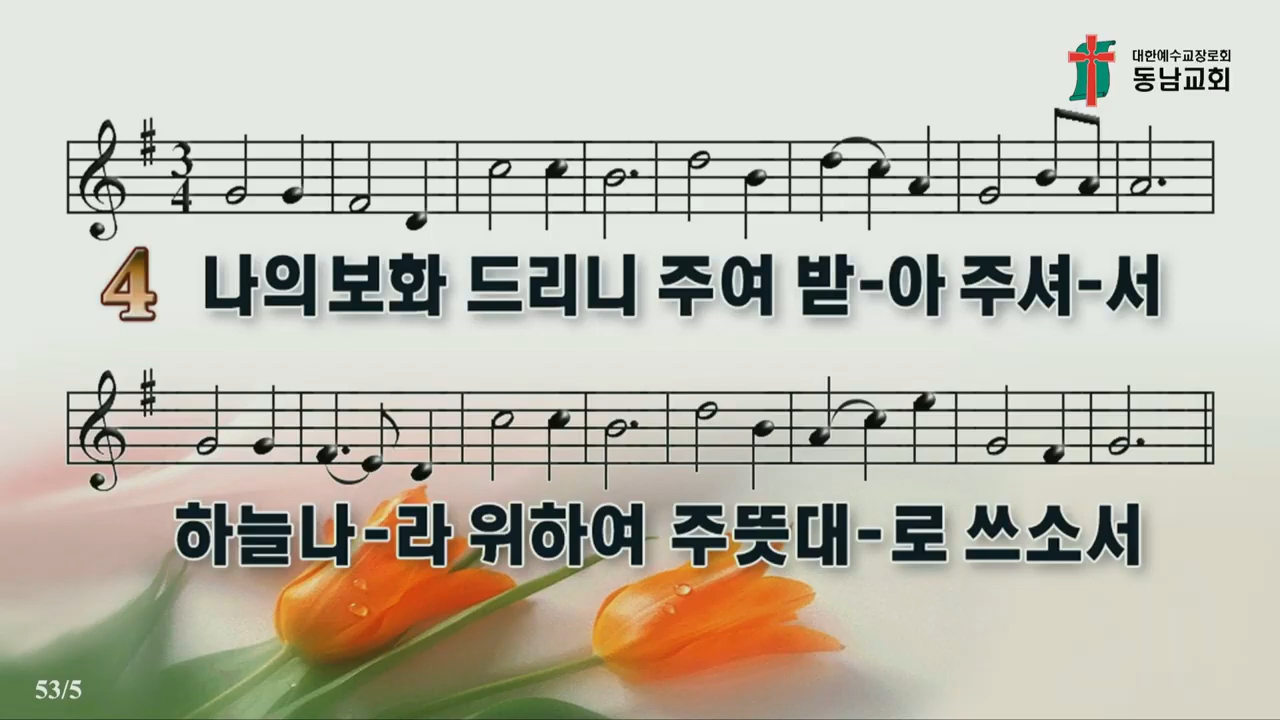 대한예수교장로회
동남교회
3
4
4 나의보화 드리니 주여 받-아 주셔-서
하늘나-라 위하여 주뜻대-로 쓰소서
53/5